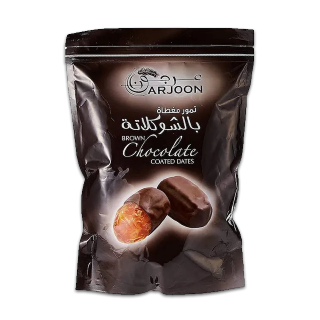 عرجون
ARJOON
تمور مغطاة
بالشوكلاتة
BROWN
Chocolate
COATED DATES